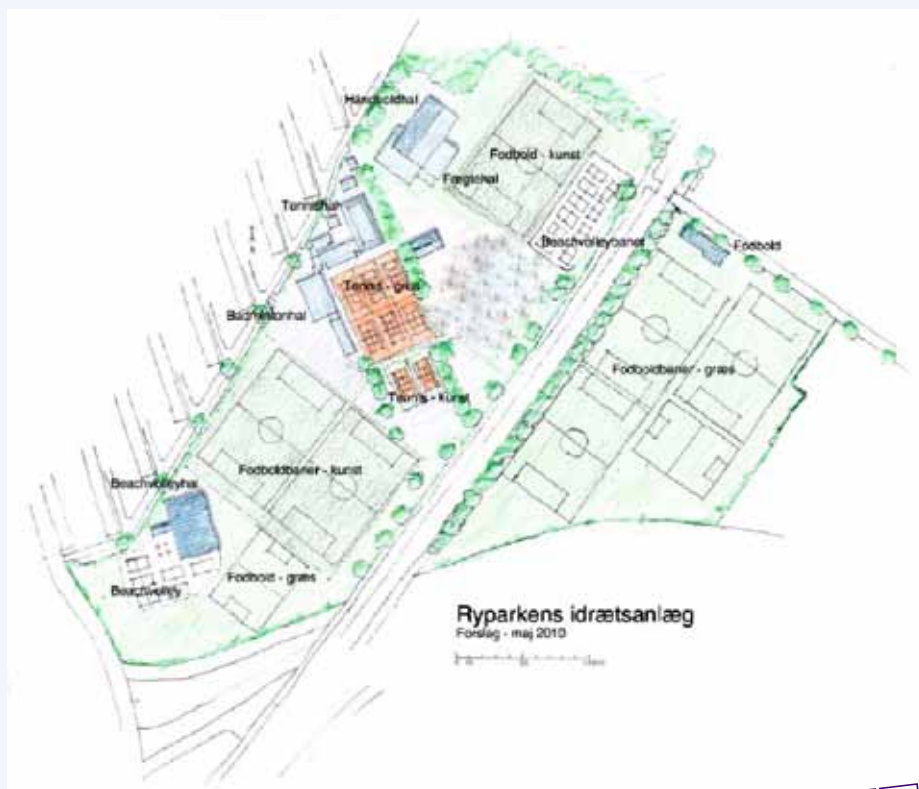 Håndboldhal
Fodbold - kunst
Fægtehal
Tennishal
Beachvolleybaner
Fodbold
Tennis - grus
Badmintonhal
Fodboldbaner - græs
Tennis - kunst
Fodboldbaner - kunst
Beachvolleyhal
Fodbold - græs
Beachvolley
Ryparkens idrætsanlæg
Forslag - maj 2010